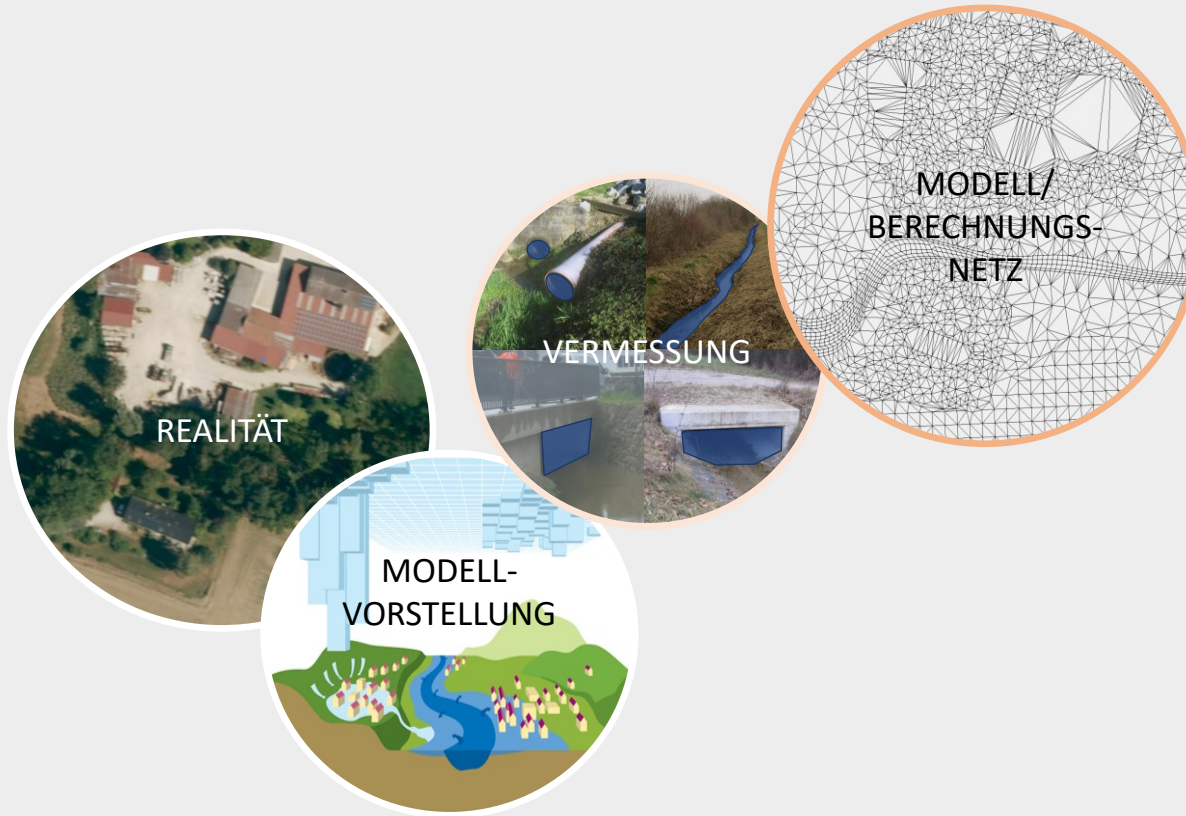 REALITÄT
MODELL-
VORSTELLUNG
VERMESSUNG
MODELL/
BERECHNUNGS-
NETZ